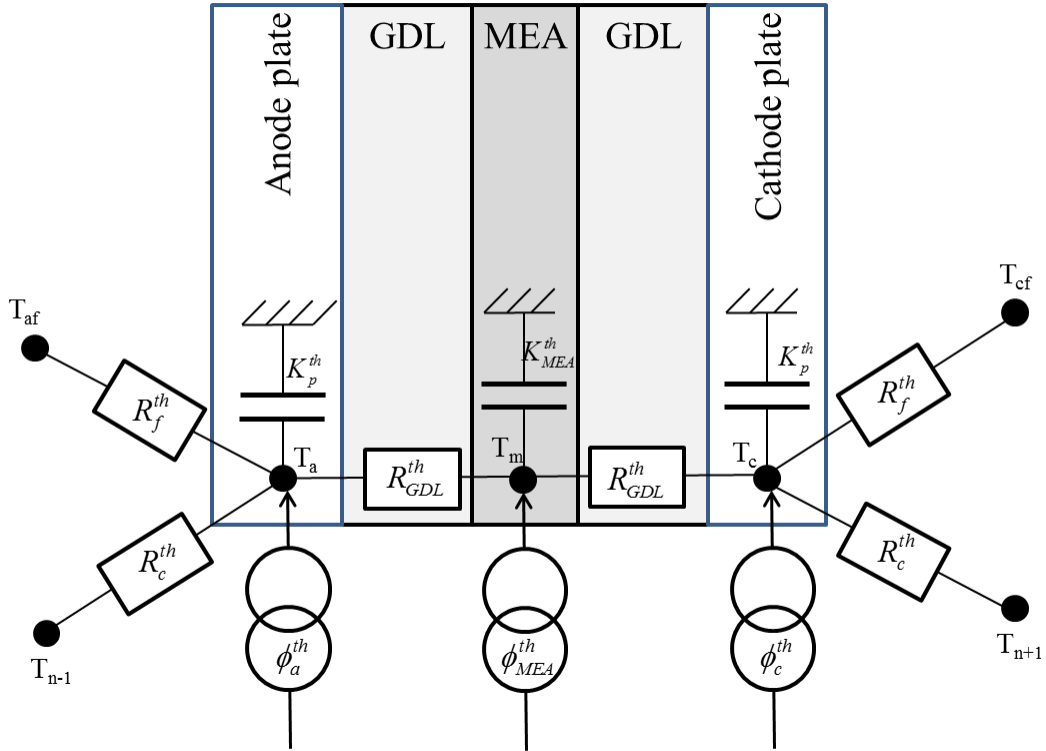 Anode plate
GDL
MEA
GDL
Cathode plate
T_af
T_cf
K_p^th
K_MEA^th
K_p^th
R_f^th
R_f^th
T_a
T_m
T_c
R_GDL^th
R_GDL^th
R_c^th
R_c^th
T_n-1
T_n+1
ϕ_a^th
ϕ_MEA^th
ϕ_c^th